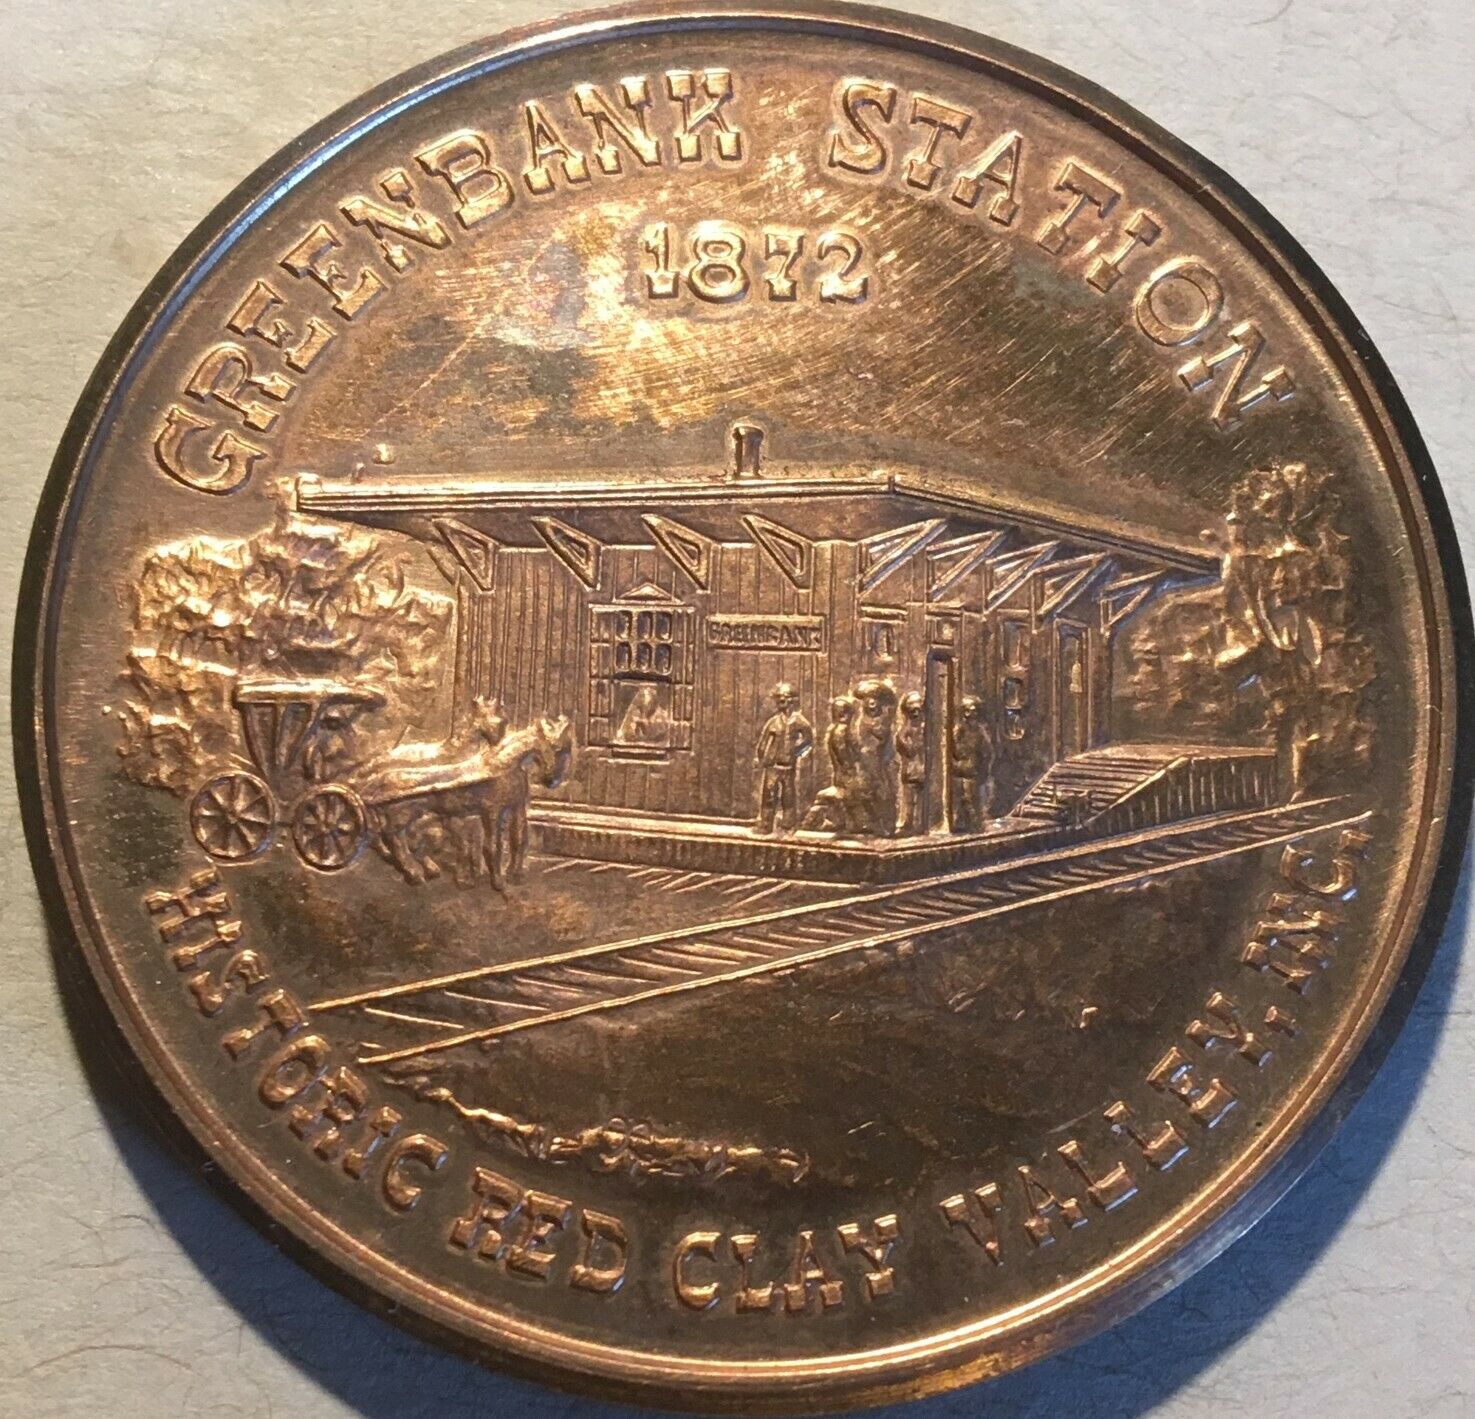 GREENBANK STATION
1872
GREENBANK
HISTORIC RED CLAY VALLEY, INC.